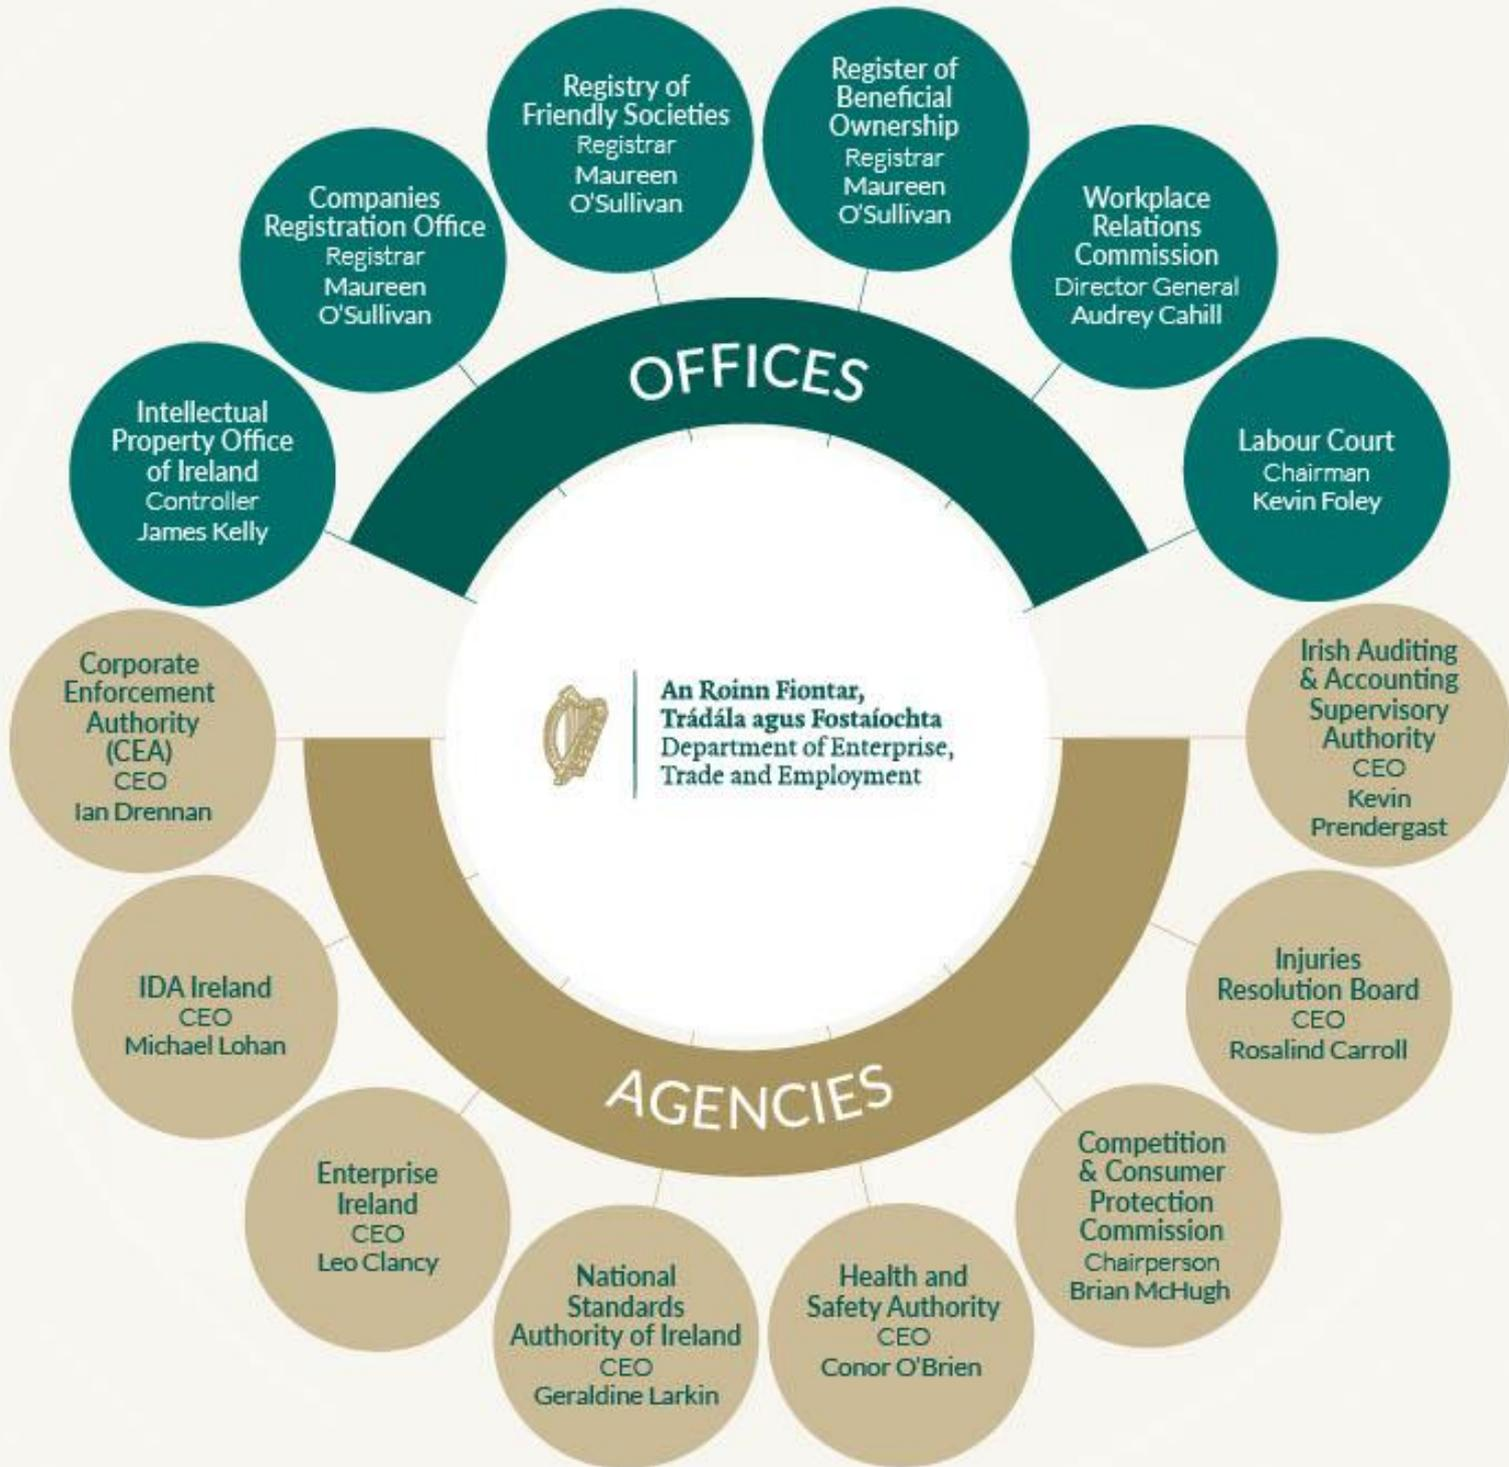 Registry of
Friendly Societies
Registrar
Maureen
O'Sullivan
Register of
Beneficial
Ownership
Registrar
Maureen
O'Sullivan
Companies
Registration Office
Registrar
Maureen
O'Sullivan
Workplace
Relations
Commission
Director General
Audrey Cahill
OFFICES
Intellectual
Property Office
of Ireland
Controller
James Kelly
Labour Court
Chairman
Kevin Foley
Corporate
Enforcement
Authority
(CEA)
CEO
Ian Drennan
An Roinn Fiontar,
Trádála agus Fostaíochta
Department of Enterprise,
Trade and Employment
Irish Auditing
& Accounting
Supervisory
Authority
CEO
Kevin
Prendergast
IDA Ireland
CEO
Michael Lohan
Injuries
Resolution Board
CEO
Rosalind Carroll
AGENCIES
Enterprise
Ireland
CEO
Leo Clancy
Competition
& Consumer
Protection
Commission
Chairperson
Brian McHugh
National
Standards
Authority of Ireland
CEO
Geraldine Larkin
Health and
Safety Authority
CEO
Conor O'Brien